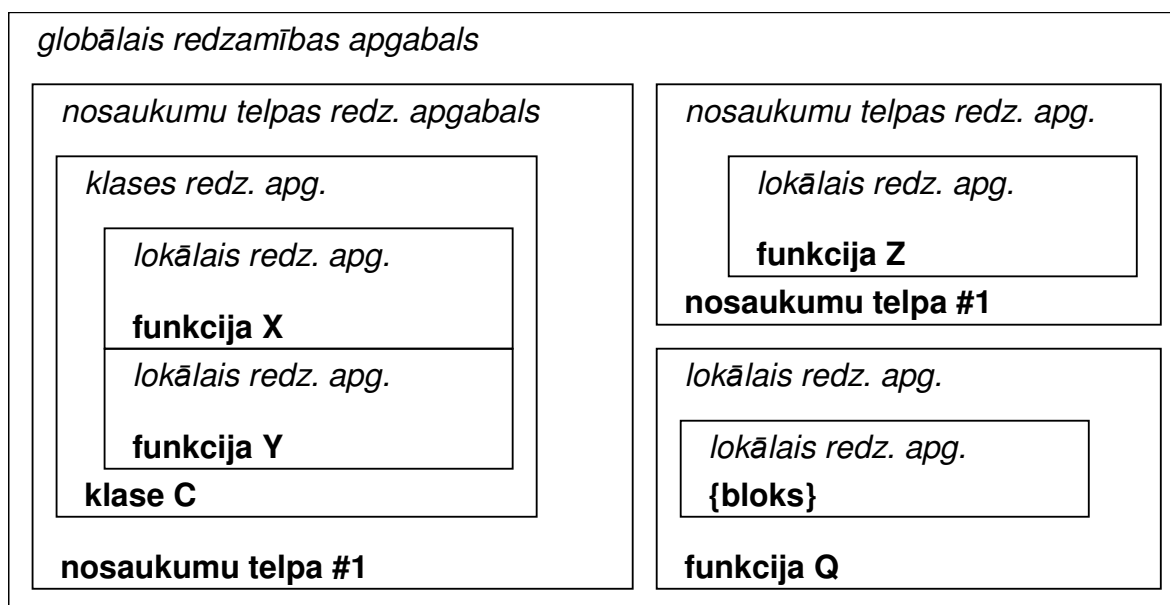 globālais redzamības apgabals
nosaukumu telpas redz. apgabals
klases redz. apg.
lokālais redz. apg.
funkcija X
lokālais redz. apg.
funkcija Y
klase C
nosaukumu telpa #1
nosaukumu telpas redz. apg.
lokālais redz. apg.
funkcija Z
nosaukumu telpa #1
lokālais redz. apg.
lokālais redz. apg.
{bloks}
funkcija Q